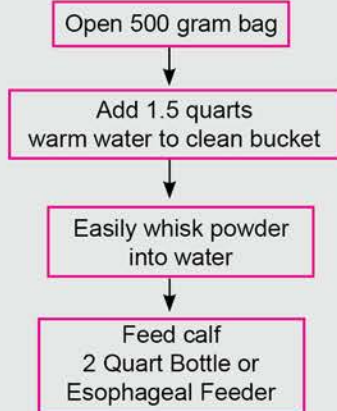 Open 500 gram bag
Add 1.5 quarts
warm water to clean bucket
Easily whisk powder
into water
Feed calf
2 Quart Bottle or
Esophageal Feeder